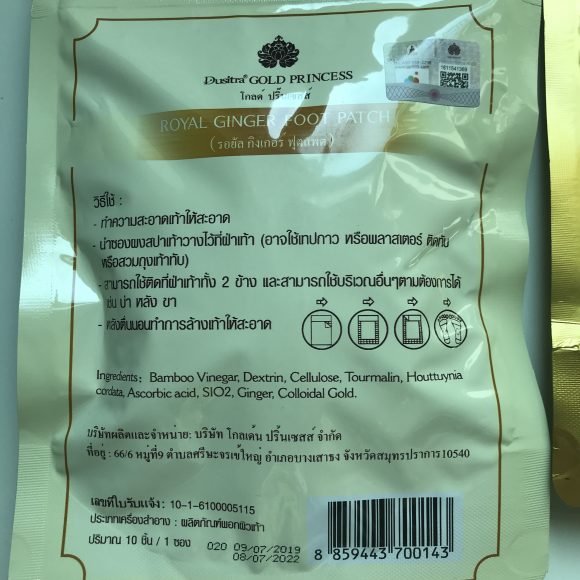 Dusitra® GOLD PRINCESS
โกลด์ ปริ้นเซสส์
ROYAL GINGER FOOT PATCH
( รอยัล กิงเกอร์ ฟุตแพด )
1611541369
วิธีใช้ :
- ทำความสะอาดเท้าให้สะอาด
- นำซองผงสปาเท้าวางไว้ที่ฝ่าเท้า (อาจใช้เทปกาว หรือพลาสเตอร์ ติดทับ
หรือสวมถุงเท้าทับ)
-สามารถใช้ติดที่ฝ่าเท้าทั้ง 2 ข้าง และสามารถใช้บริเวณอื่นๆตามต้องการได้
เช่น บ่า หลัง ขา
- หลังตื่นนอนทำการล้างเท้าให้สะอาด
Ingredients: Bamboo Vinegar, Dextrin, Cellulose, Tourmalin, Houttuynia
cordata, Ascorbic acid, SIO2, Ginger, Colloidal Gold.
บริษัทผลิตและจำหน่าย: บริษัท โกลเด้น ปริ้นเซสส์ จำกัด
ที่อยู่ : 66/6 หมู่ที่9 ตำบลศรีษะจรเข้ใหญ่ อำเภอบางเสาธง จังหวัดสมุทรปราการ10540
เลขที่ใบรับแจ้ง: 10-1-6100005115
ประเภทเครื่องสำอาง : ผลิตภัณฑ์พอกผิวเท้า
ปริมาณ 10 ชิ้น / 1 ซอง
020 09/07/2019
08/07/2022
8 859443 700143